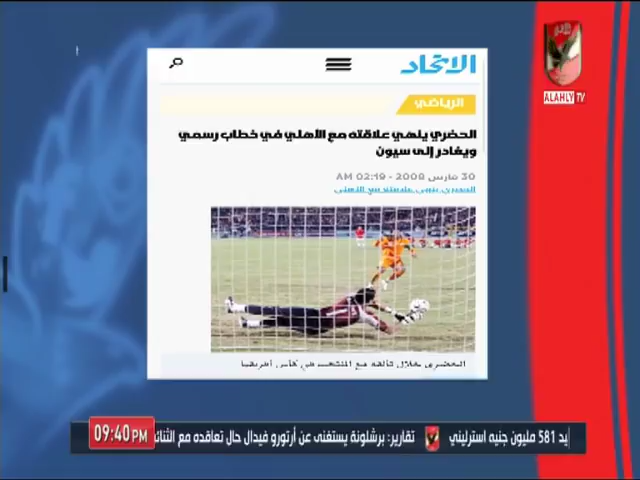 الاتحاد
ALAHLY TV
الرياضي
الحضري ينهي علاقته مع الأهلي في خطاب رسمي
ويغادر إلى سيون
30 مارس 2008 - 02:19 AM
الحضري خلال تألقه مع المنتخب في كأس أفريقيا
09:40 PM
يد 581 مليون جنيه استرليني
تقارير: برشلونة يستغنى عن أرتورو فيدال حال تعاقده مع الثنائ